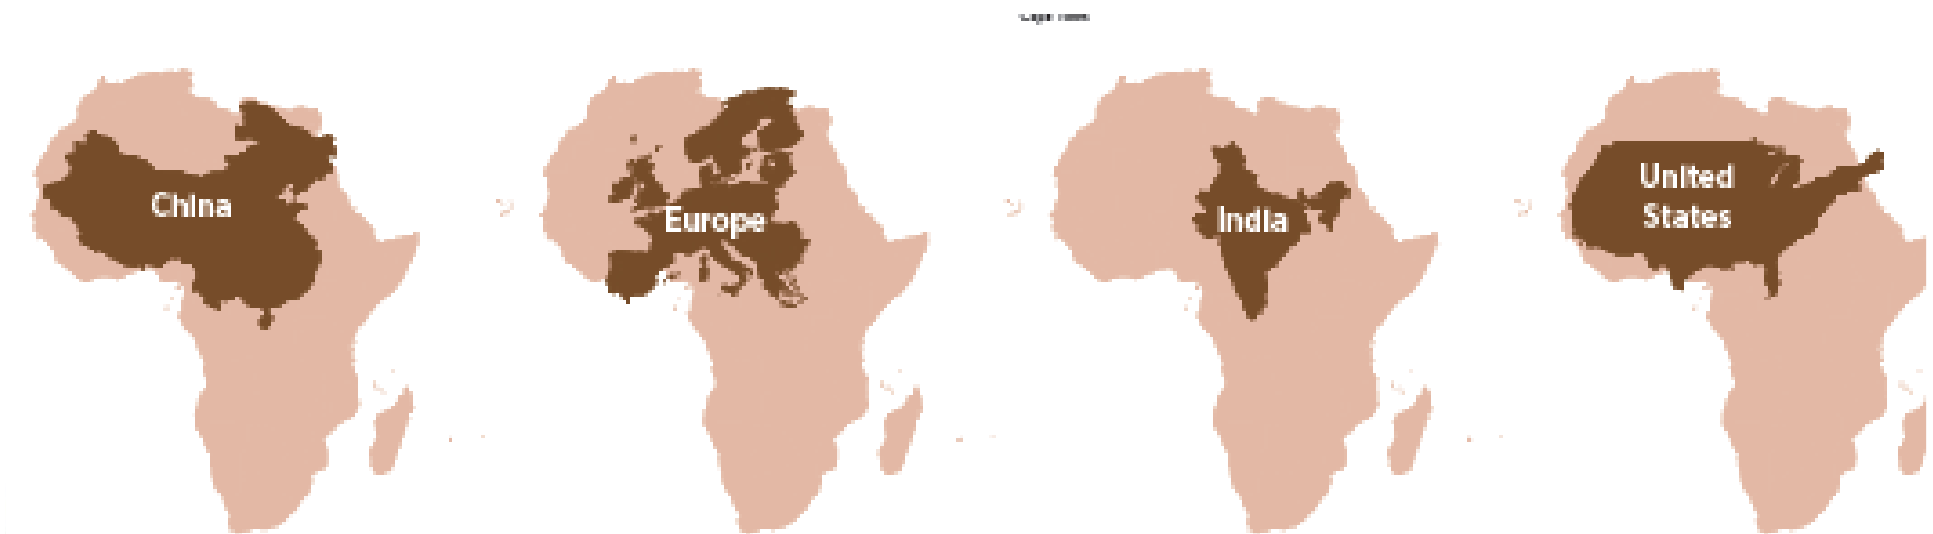 China
Europe
India
United
States